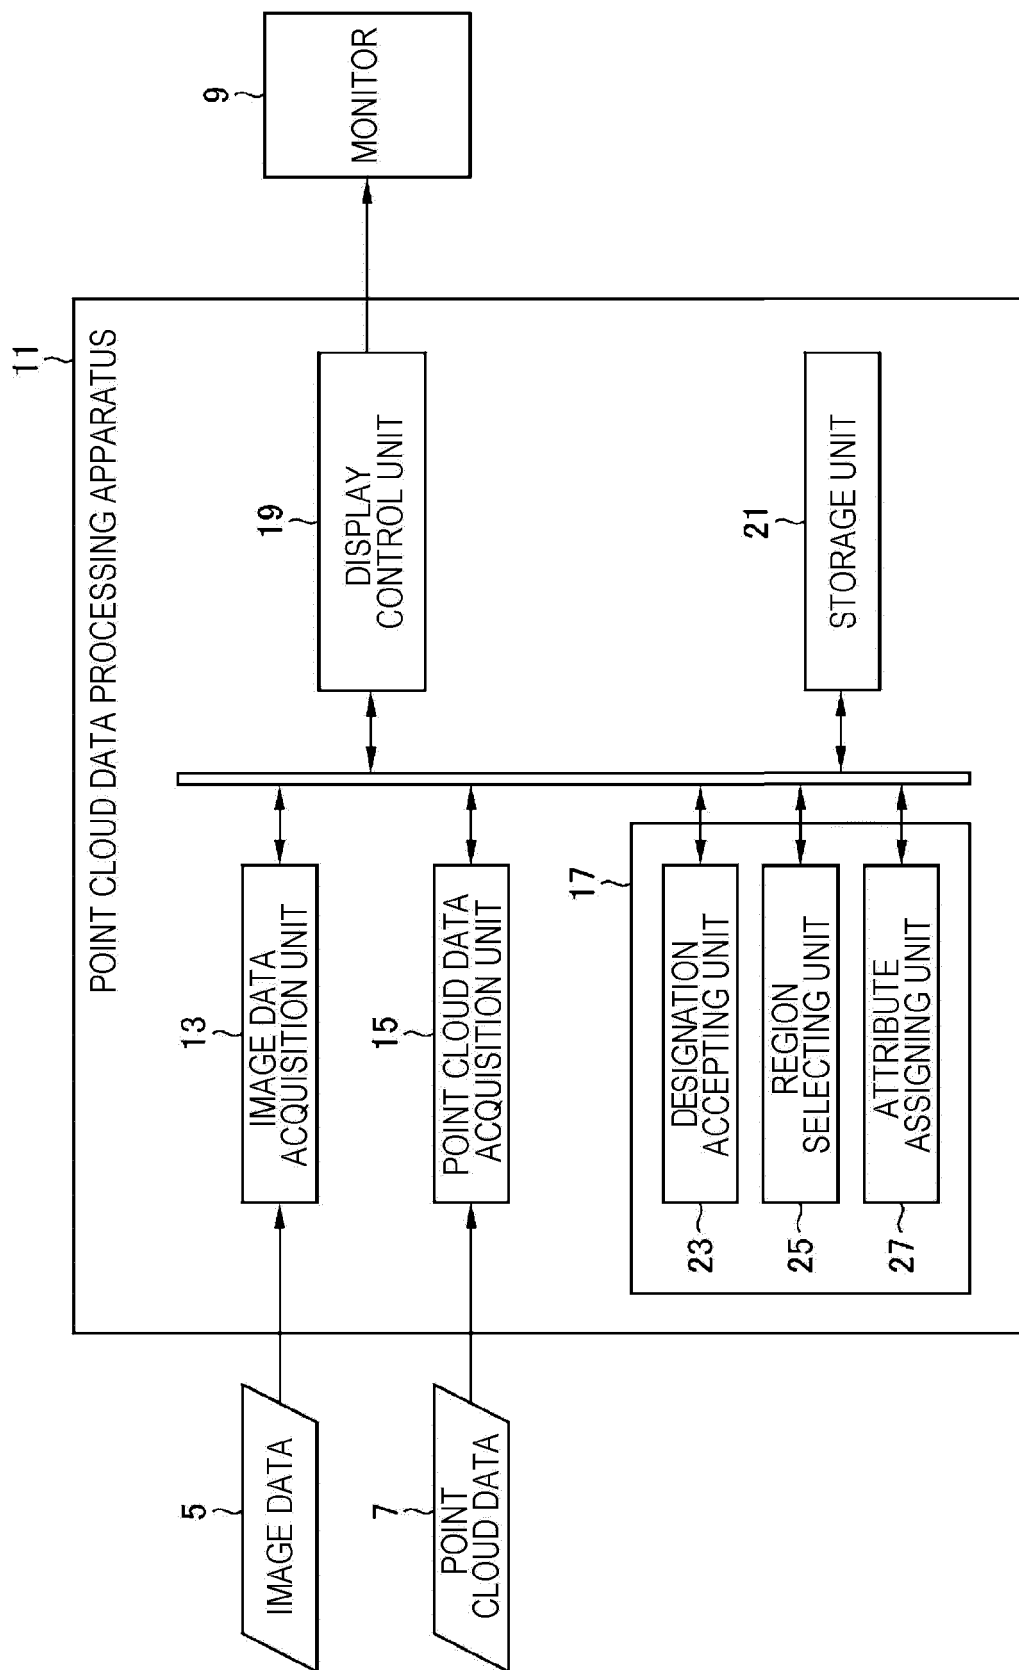 11
POINT CLOUD DATA PROCESSING APPARATUS
5
IMAGE DATA
13
IMAGE DATA
ACQUISITION UNIT
19
DISPLAY
CONTROL UNIT
9
MONITOR
7
POINT
CLOUD DATA
15
POINT CLOUD DATA
ACQUISITION UNIT
17
23
DESIGNATION
ACCEPTING UNIT
25
REGION
SELECTING UNIT
27
ATTRIBUTE
ASSIGNING UNIT
21
STORAGE UNIT